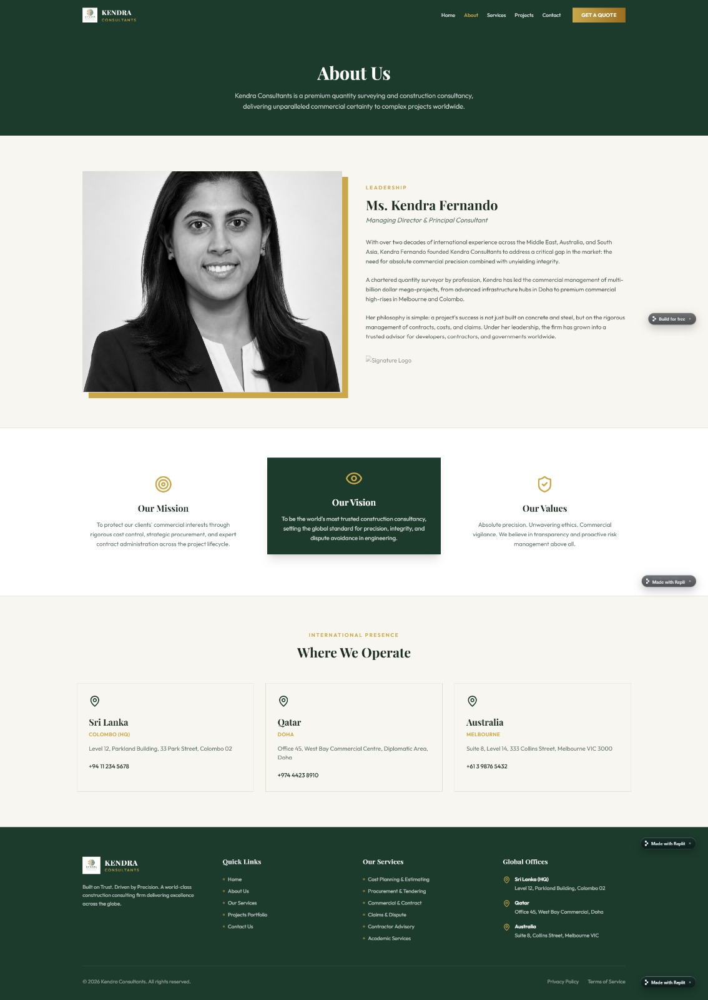 KENDRA
CONSULTANTS
Home
About
Services
Projects
Contact
GET A QUOTE
About Us
Kendra Consultants is a premium quantity surveying and construction consultancy,
delivering unparalleled commercial certainty to complex projects worldwide.
LEADERSHIP
Ms. Kendra Fernando
Managing Director & Principal Consultant
With over two decades of international experience across the Middle East, Australia, and South
Asia, Kendra Fernando founded Kendra Consultants to address a critical gap in the market: the
need for absolute commercial precision combined with unyielding integrity.
A chartered quantity surveyor by profession, Kendra has led the commercial management of multi-
billion dollar mega-projects, from advanced infrastructure hubs in Doha to premium commercial
high-rises in Melbourne and Colombo.
Her philosophy is simple: a project's success is not just built on concrete and steel, but on the rigorous
management of contracts, costs, and claims. Under her leadership, the firm has grown into a
trusted advisor for developers, contractors, and governments worldwide.
Signature Logo
Build for free
Our Mission
To protect our clients' commercial interests through
rigorous cost control, strategic procurement, and expert
contract administration across the project lifecycle.
Our Vision
To be the world's most trusted construction consultancy,
setting the global standard for precision, integrity, and
dispute avoidance in engineering.
Our Values
Absolute precision. Unwavering ethics. Commercial
vigilance. We believe in transparency and proactive risk
management above all.
Made with Repli
INTERNATIONAL PRESENCE
Where We Operate
Sri Lanka
COLOMBO (HQ)
Level 12, Parkland Building, 33 Park Street, Colombo 02
+94 11 234 5678
Qatar
DOHA
Office 45, West Bay Commercial Centre, Diplomatic Area,
Doha
+974 4423 8910
Australia
MELBOURNE
Suite 8, Level 14, 333 Collins Street, Melbourne VIC 3000
+61 3 9876 5432
Made with Replit
KENDRA
CONSULTANTS
Built on Trust. Driven by Precision. A world-class
construction consulting firm delivering excellence
across the globe.
Quick Links
Home
About Us
Our Services
Projects Portfolio
Contact Us
Our Services
Cost Planning & Estimating
Procurement & Tendering
Commercial & Contract
Claims & Dispute
Contractor Advisory
Academic Services
Global Offices
Sri Lanka (HQ)
Level 12, Parkland Building, Colombo 02
Qatar
Office 45, West Bay Commercial, Doha
Australia
Suite 8, Collins Street, Melbourne VIC
© 2026 Kendra Consultants. All rights reserved.
Privacy Policy
Terms of Service
Made with Replit